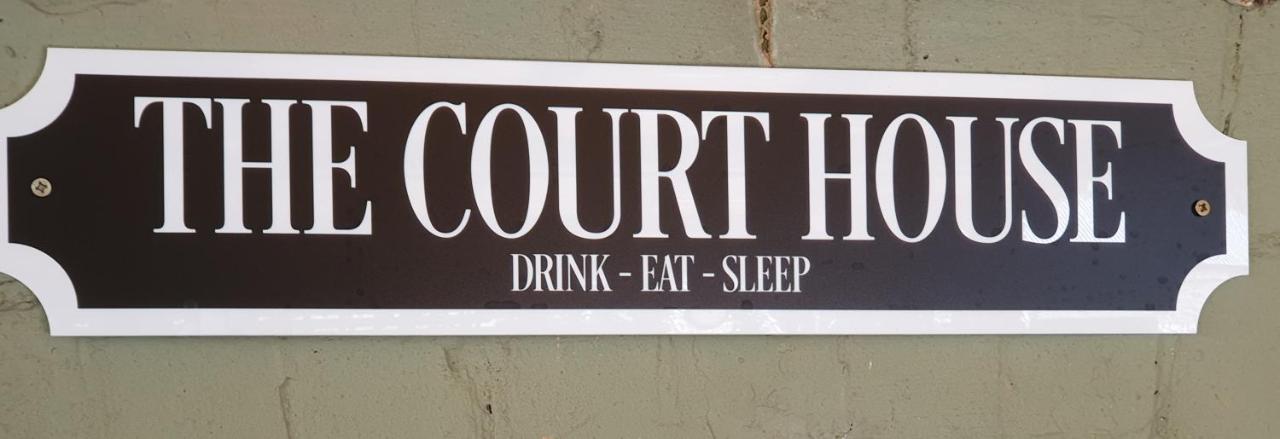 THE COURT HOUSE
DRINK - EAT - SLEEP